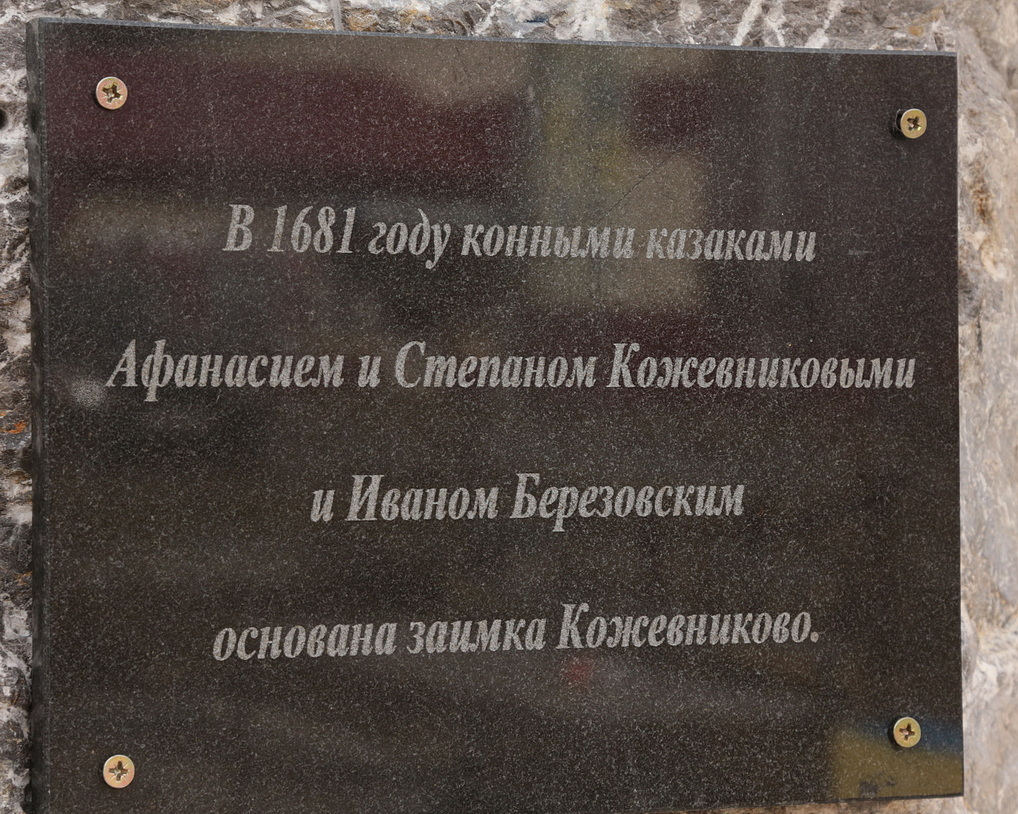 В 1681 году конными казаками
Афанасием и Степаном Кожевниковыми
и Иваном Березовским
основана заимка Кожевниково.